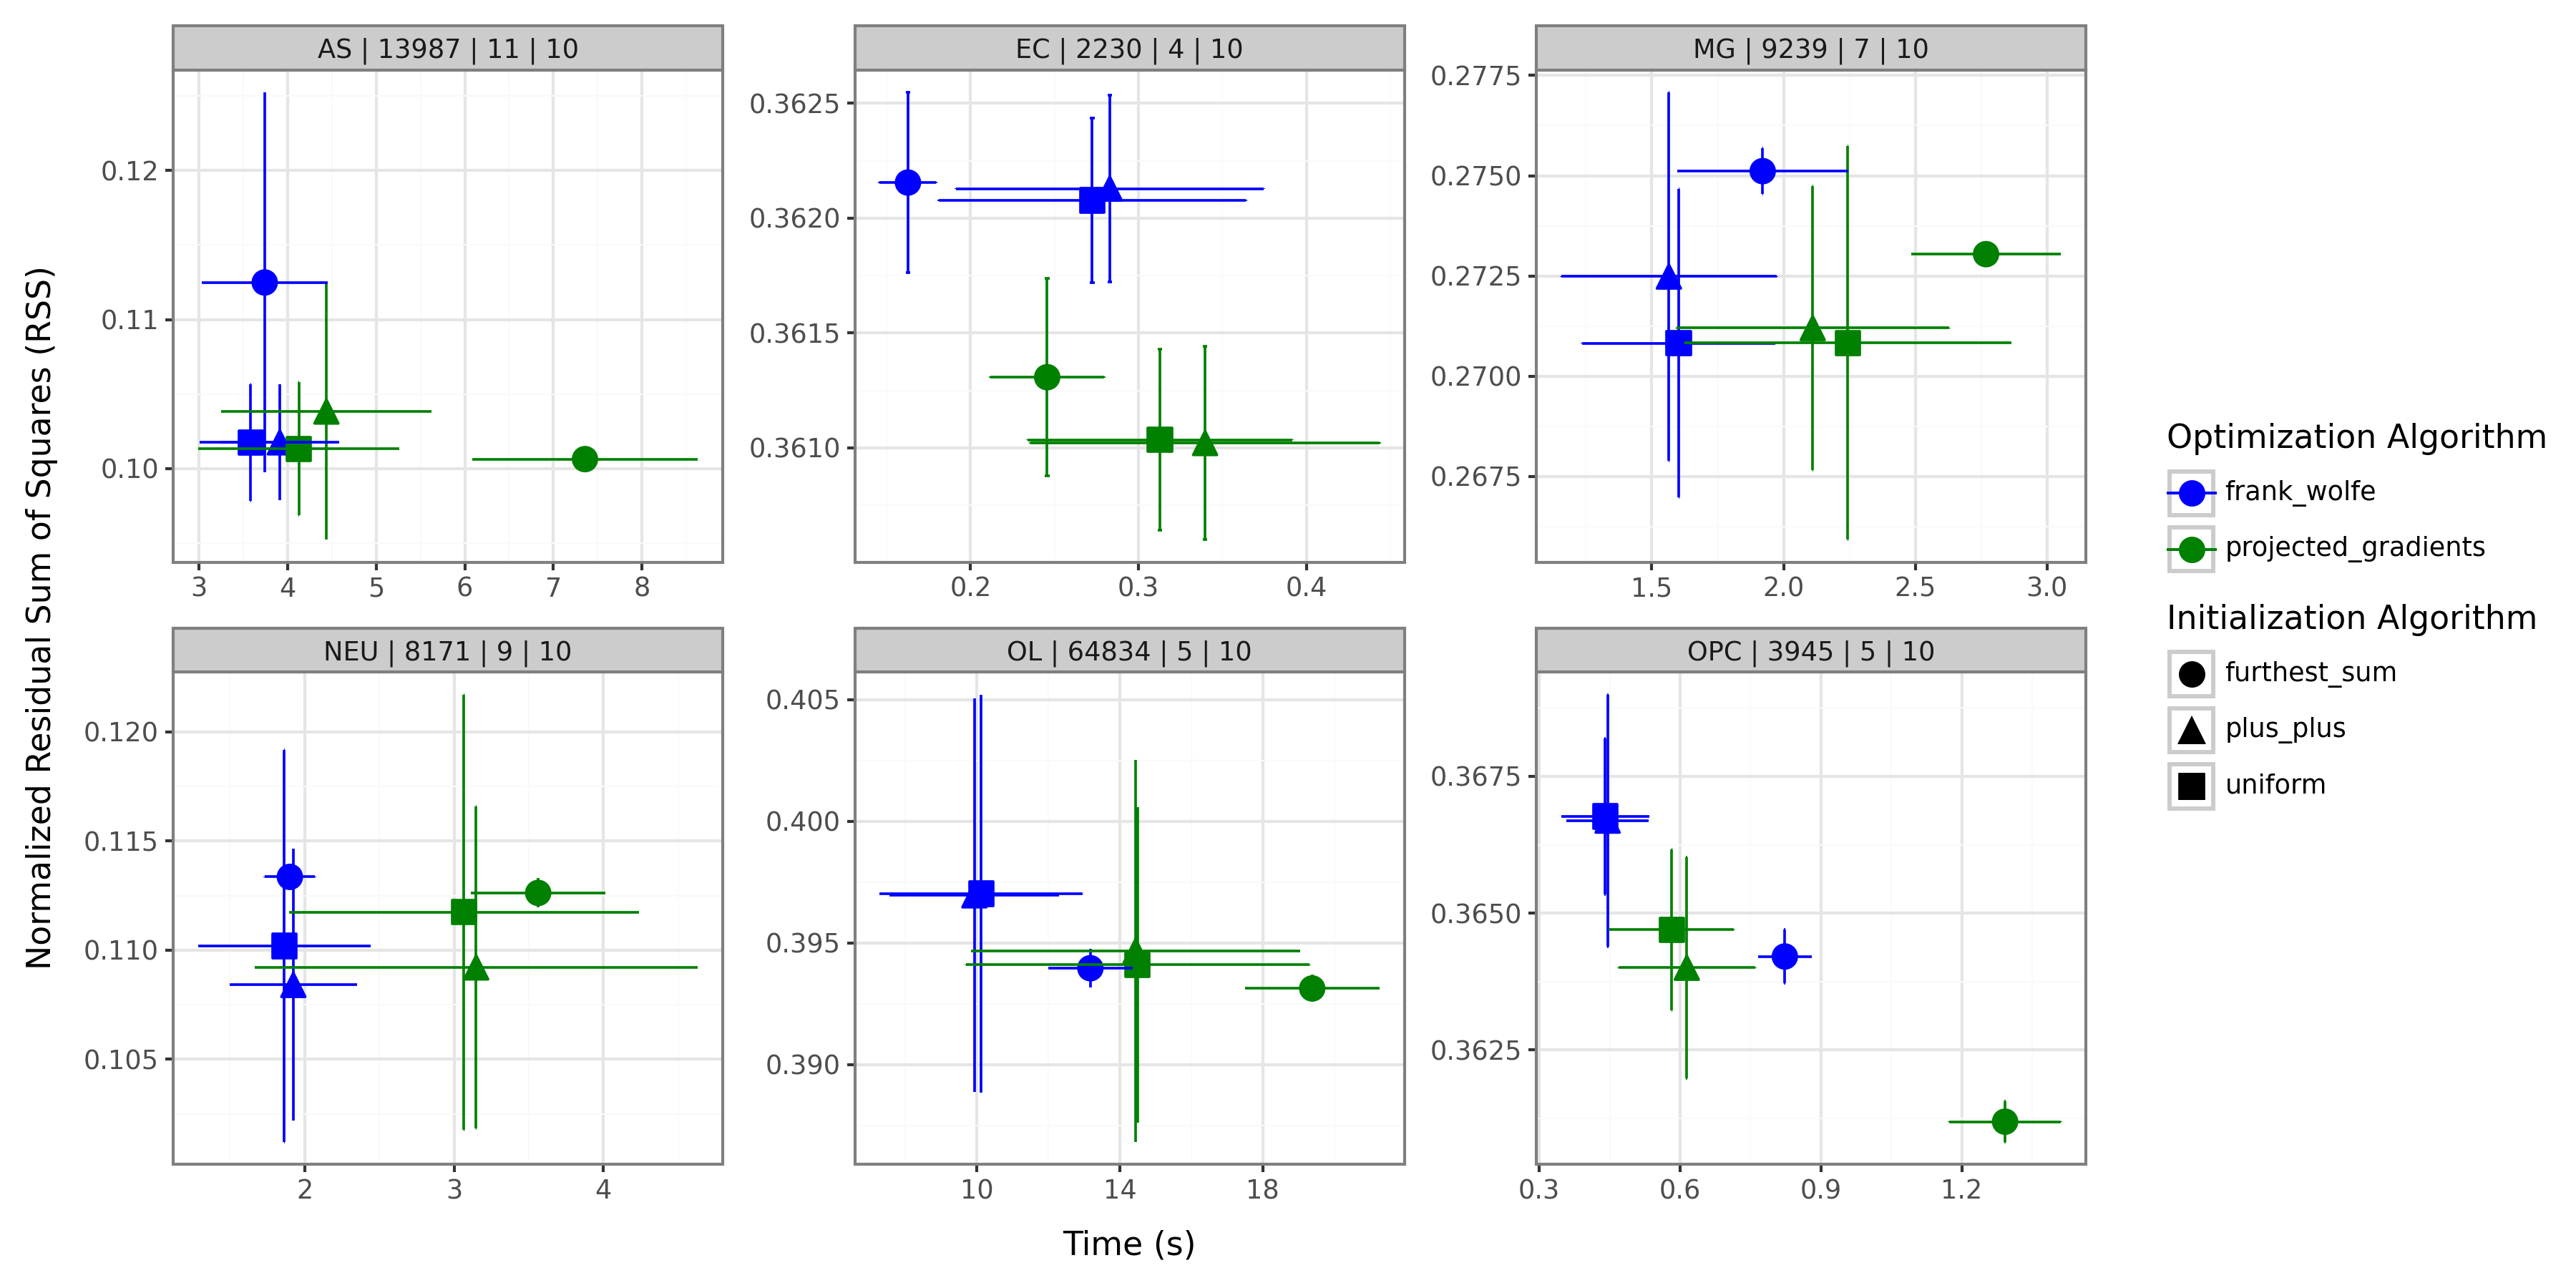 AS | 13987 | 11 | 10
EC | 2230 | 4 | 10
MG | 9239 | 7 | 10
0.12
0.11
0.10
3 4 5 6 7 8
0.3625
0.3620
0.3615
0.3610
0.2 0.3 0.4
0.2775
0.2750
0.2725
0.2700
0.2675
1.5 2.0 2.5 3.0
NEU | 8171 | 9 | 10
OL | 64834 | 5 | 10
OPC | 3945 | 5 | 10
0.120
0.115
0.110
0.105
2 3 4
0.405
0.400
0.395
0.390
10 14 18
0.3675
0.3650
0.3625
0.3 0.6 0.9 1.2
Normalized Residual Sum of Squares (RSS)
Time (s)
Optimization Algorithm
frank_wolfe
projected_gradients
Initialization Algorithm
furthest_sum
plus_plus
uniform